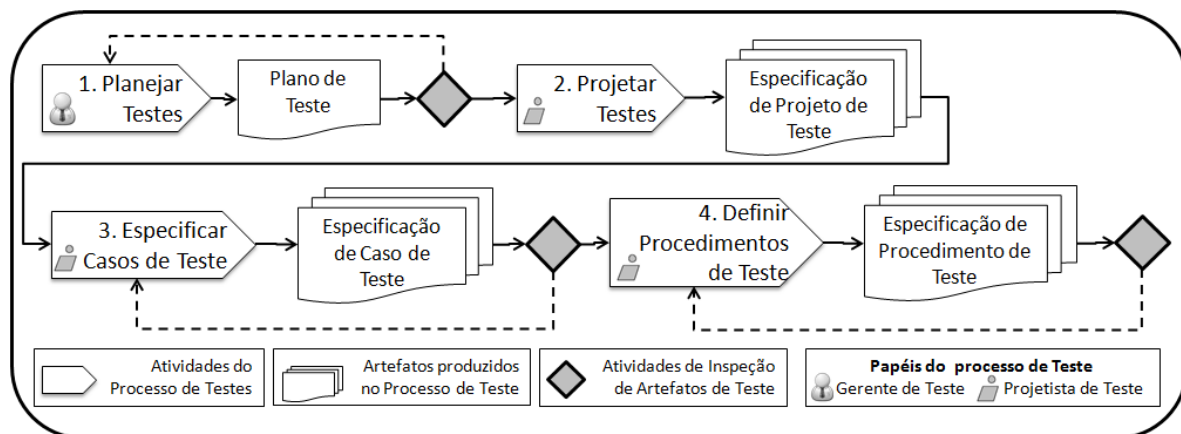 1. Planejar
Testes
Plano de
Teste
2. Projetar
Testes
Especificação
de Projeto de
Teste
3. Especificar
Casos de Teste
Especificação
de Caso de
Teste
4. Definir
Procedimentos
de Teste
Especificação de
Procedimento de
Teste
Atividades do
Processo de Testes
Artefatos produzidos
no Processo de Teste
Atividades de Inspeção
de Artefatos de Teste
Papéis do processo de Teste
Gerente de Teste
Projetista de Teste